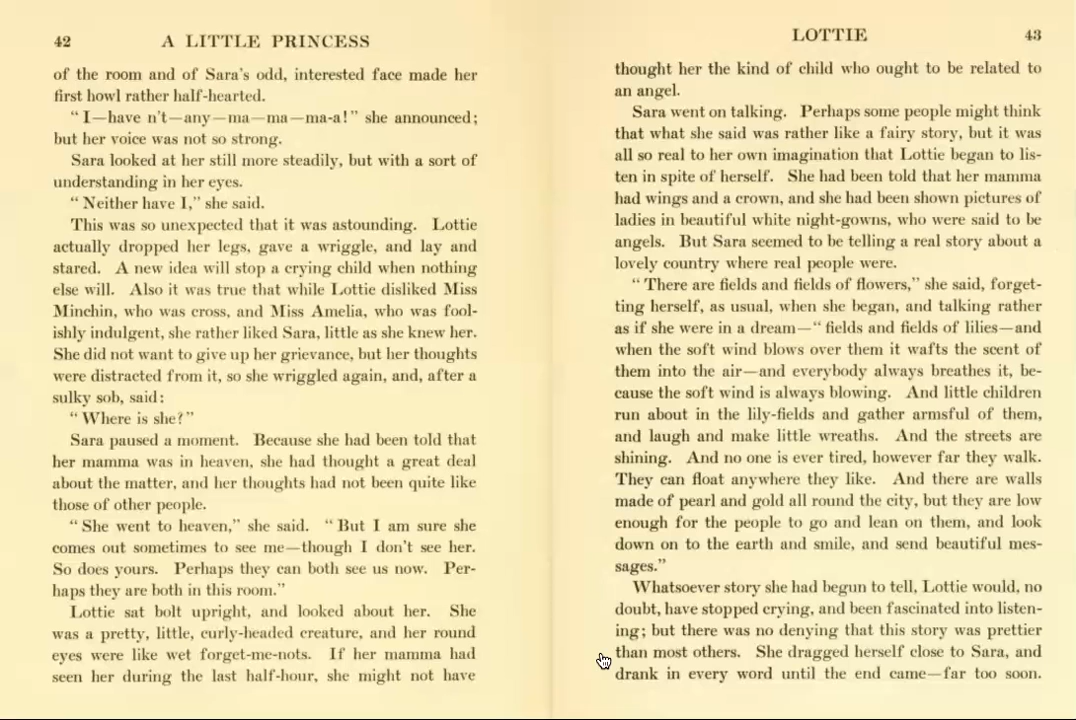 42 A LITTLE PRINCESS
of the room and of Sara's odd, interested face made her
first howl rather half-hearted.
"I—have n't—any—ma—ma—ma-a!" she announced;
but her voice was not so strong.
Sara looked at her still more steadily, but with a sort of
understanding in her eyes.
"Neither have I," she said.
This was so unexpected that it was astounding. Lottie
actually dropped her legs, gave a wriggle, and lay and
stared. A new idea will stop a crying child when nothing
else will. Also it was true that while Lottie disliked Miss
Minchin, who was cross, and Miss Amelia, who was fool-
ishly indulgent, she rather liked Sara, little as she knew her.
She did not want to give up her grievance, but her thoughts
were distracted from it, so she wriggled again, and, after a
sulky sob, said:
"Where is she?"
Sara paused a moment. Because she had been told that
her mamma was in heaven, she had thought a great deal
about the matter, and her thoughts had not been quite like
those of other people.
"She went to heaven," she said. "But I am sure she
comes out sometimes to see me—though I don't see her.
So does yours. Perhaps they can both see us now. Per-
haps they are both in this room."
Lottie sat bolt upright, and looked about her. She
was a pretty, little, curly-headed creature, and her round
eyes were like wet forget-me-nots. If her mamma had
seen her during the last half-hour, she might not have
LOTTIE 43
thought her the kind of child who ought to be related to
an angel.
Sara went on talking. Perhaps some people might think
that what she said was rather like a fairy story, but it was
all so real to her own imagination that Lottie began to lis-
ten in spite of herself. She had been told that her mamma
had wings and a crown, and she had been shown pictures of
ladies in beautiful white night-gowns, who were said to be
angels. But Sara seemed to be telling a real story about a
lovely country where real people were.
"There are fields and fields of flowers," she said, forget-
ting herself, as usual, when she began, and talking rather
as if she were in a dream—"fields and fields of lilies—and
when the soft wind blows over them it wafts the scent of
them into the air—and everybody always breathes it, be-
cause the soft wind is always blowing. And little children
run about in the lily-fields and gather armsful of them,
and laugh and make little wreaths. And the streets are
shining. And no one is ever tired, however far they walk.
They can float anywhere they like. And there are walls
made of pearl and gold all round the city, but they are low
enough for the people to go and lean on them, and look
down on to the earth and smile, and send beautiful mes-
sages."
Whatsoever story she had begun to tell, Lottie would, no
doubt, have stopped crying, and been fascinated into listen-
ing; but there was no denying that this story was prettier
than most others. She dragged herself close to Sara, and
drank in every word until the end came—far too soon.